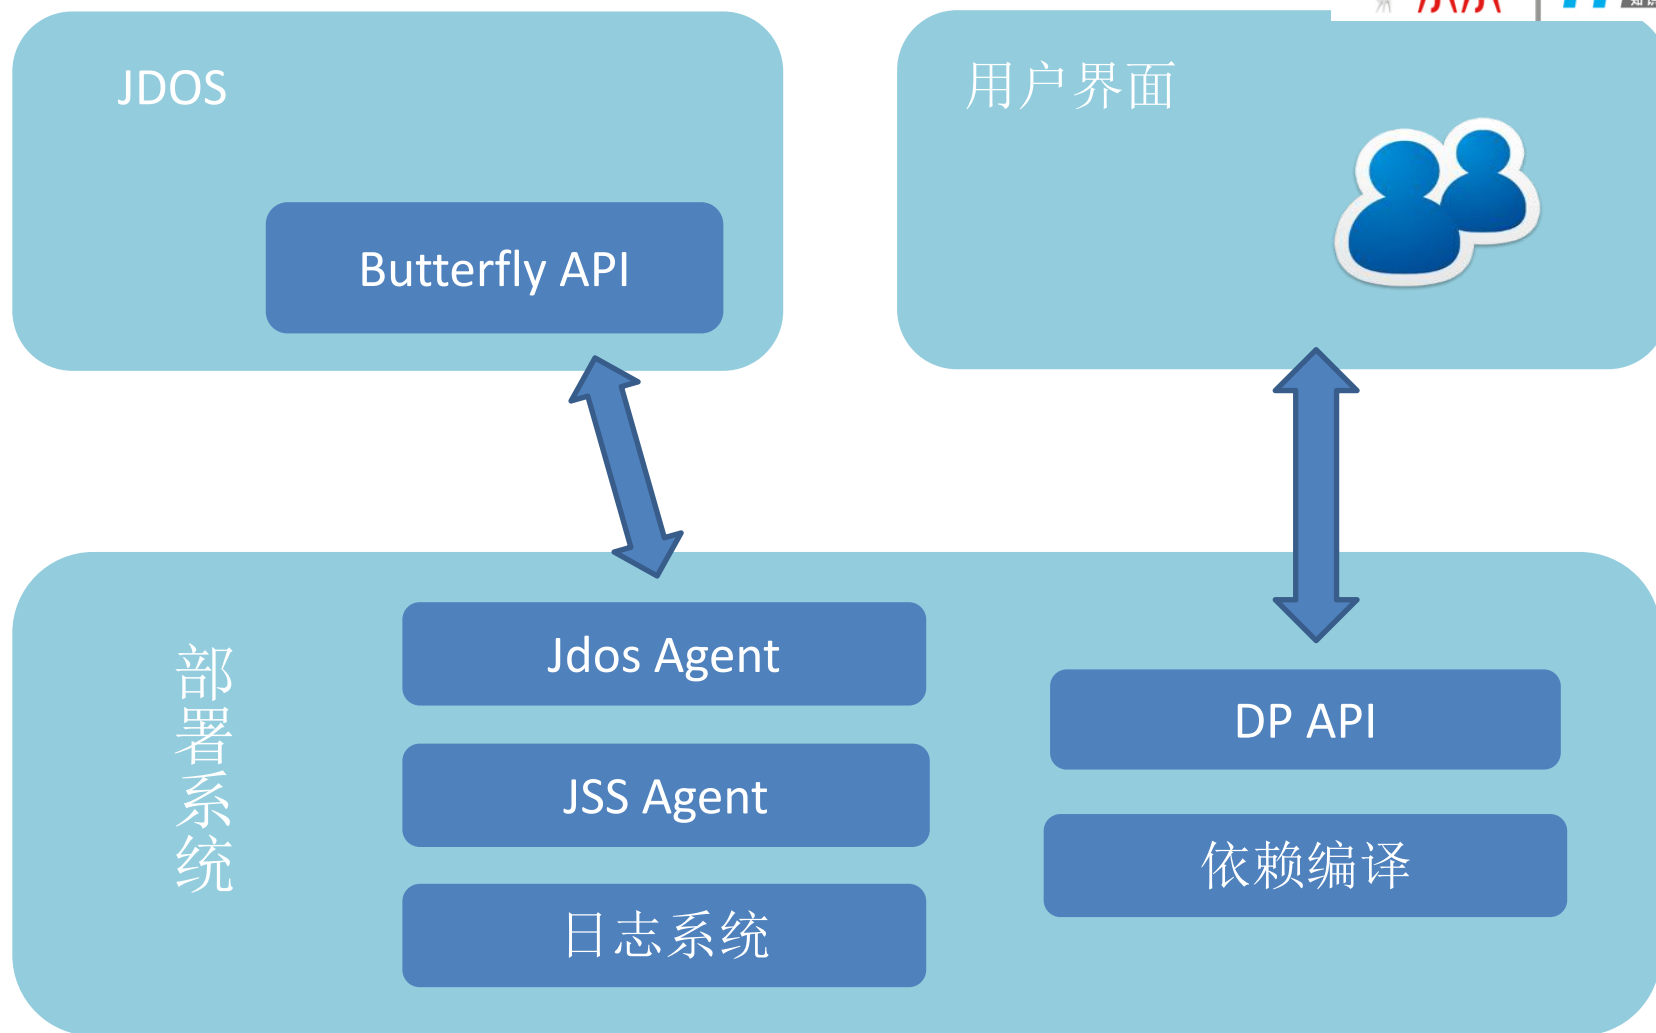 JDOS
Butterfly API
用户界面
部署系统
Jdos Agent
JSS Agent
日志系统
DP API
依赖编译